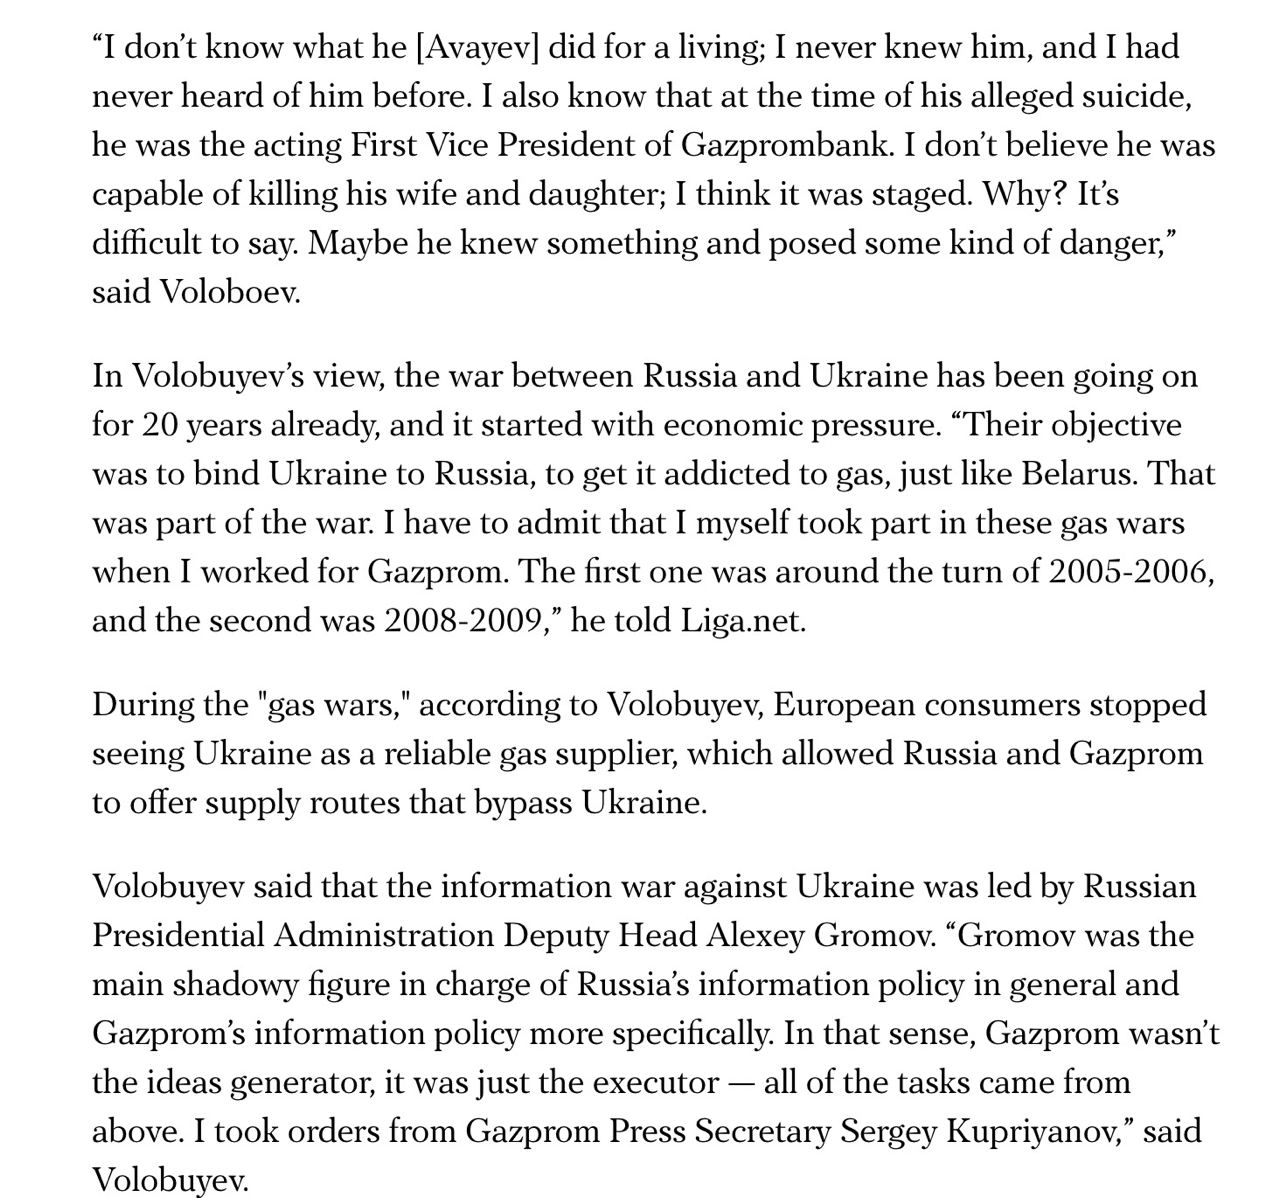 “I don’t know what he [Avayev] did for a living; I never knew him, and I had
never heard of him before. I also know that at the time of his alleged suicide,
he was the acting First Vice President of Gazprombank. I don’t believe he was
capable of killing his wife and daughter; I think it was staged. Why? It’s
difficult to say. Maybe he knew something and posed some kind of danger,”
said Voloboev.
In Volobuyev’s view, the war between Russia and Ukraine has been going on
for 20 years already, and it started with economic pressure. “Their objective
was to bind Ukraine to Russia, to get it addicted to gas, just like Belarus. That
was part of the war. I have to admit that I myself took part in these gas wars
when I worked for Gazprom. The first one was around the turn of 2005-2006,
and the second was 2008-2009,” he told Liga.net.
During the "gas wars," according to Volobuyev, European consumers stopped
seeing Ukraine as a reliable gas supplier, which allowed Russia and Gazprom
to offer supply routes that bypass Ukraine.
Volobuyev said that the information war against Ukraine was led by Russian
Presidential Administration Deputy Head Alexey Gromov. “Gromov was the
main shadowy figure in charge of Russia’s information policy in general and
Gazprom’s information policy more specifically. In that sense, Gazprom wasn’t
the ideas generator, it was just the executor — all of the tasks came from
above. I took orders from Gazprom Press Secretary Sergey Kupriyanov,” said
Volobuyev.